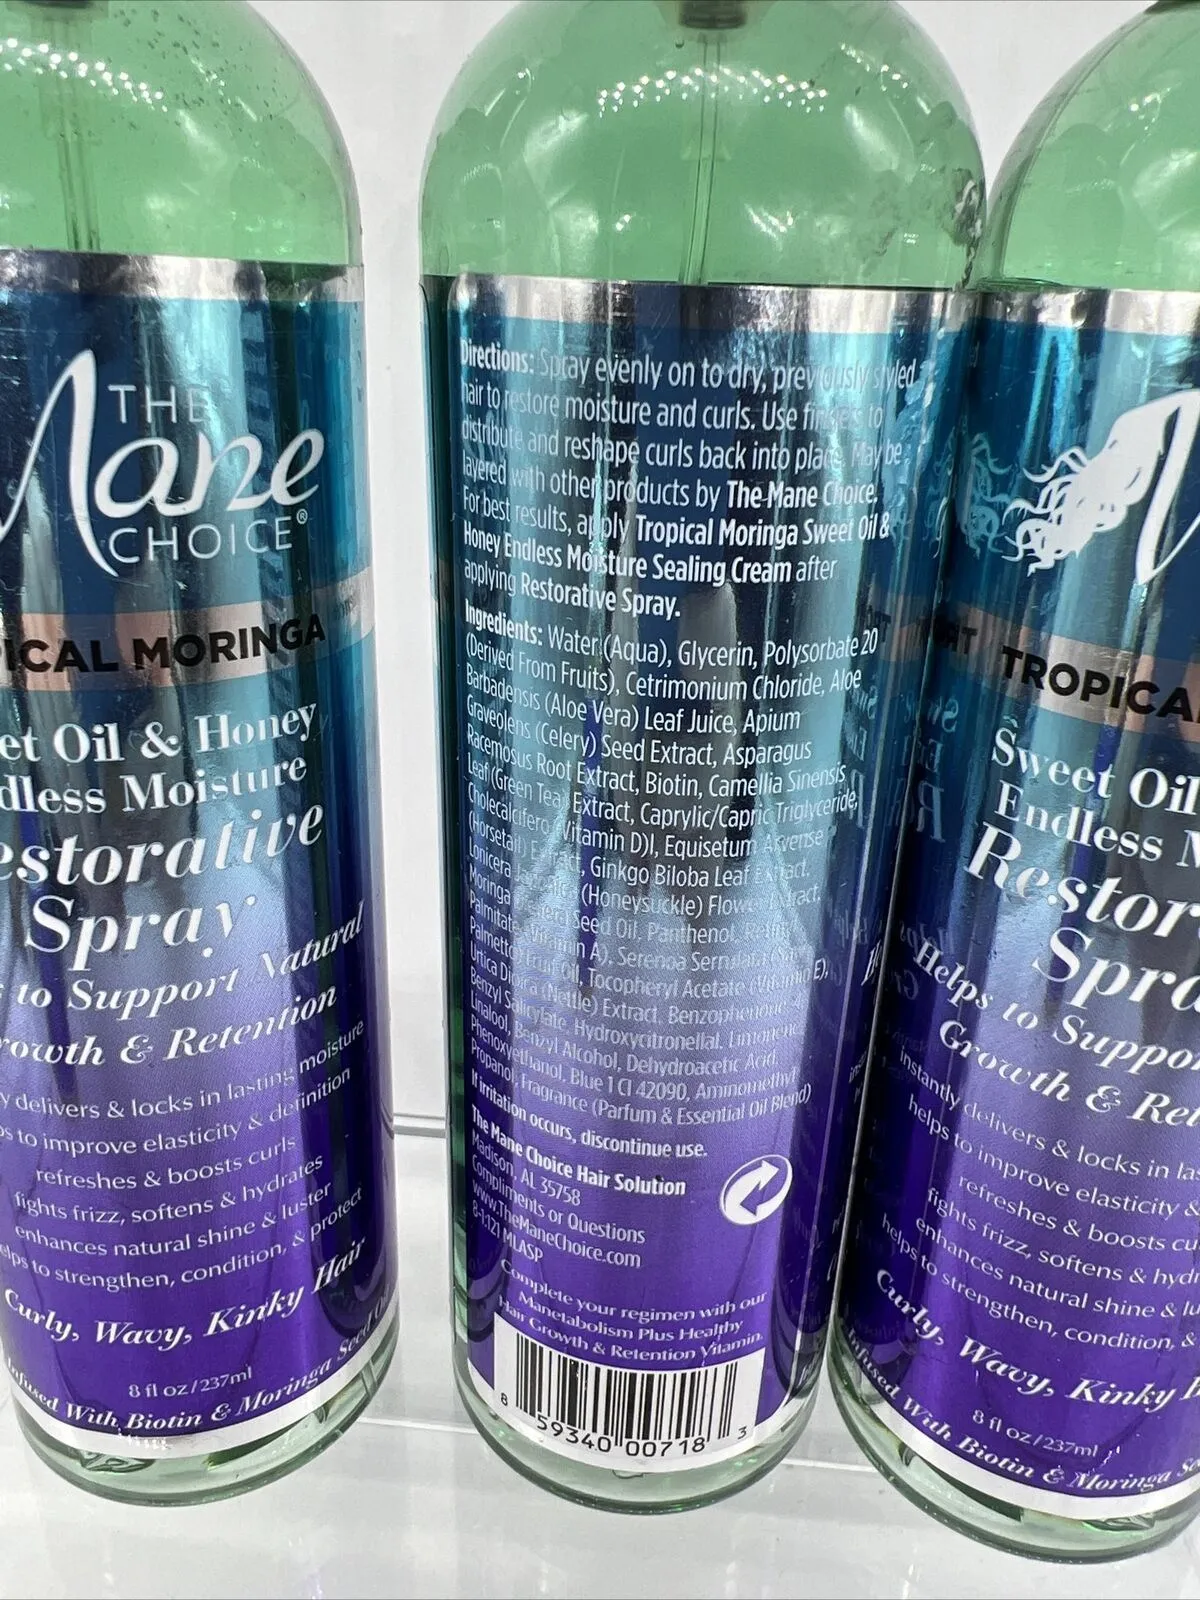 THE
Mane
CHOICE®
PICAL MORINGA
et Oil & Honey
dless Moisture
estorative
Spray
to Support Natural
rowth & Retention
y delivers & locks in lasting moisture
ps to improve elasticity & definition
refreshes & boosts curls
fights frizz, softens & hydrates
enhances natural shine & luster
elps to strengthen, condition, & protect
Curly, Wavy, Kinky Hair
8 fl oz/237ml
Infused With Biotin & Moringa Seed Oil
Directions: Spray evenly on to dry, previously styled
hair to restore moisture and curls. Use fingers to
distribute and reshape curls back into place. May be
layered with other products by The Mane Choice.
For best results, apply Tropical Moringa Sweet Oil &
Honey Endless Moisture Sealing Cream after
applying Restorative Spray.
Ingredients: Water (Aqua), Glycerin, Polysorbate 20
(Derived From Fruits), Cetrimonium Chloride, Aloe
Barbadensis (Aloe Vera) Leaf Juice, Apium
Graveolens (Celery) Seed Extract, Asparagus
Racemosus Root Extract, Biotin, Camellia Sinensis
Leaf (Green Tea) Extract, Caprylic/Capric Triglyceride,
Cholecalciferol (Vitamin D)l, Equisetum Arvense
(Horsetail) Extract, Ginkgo Biloba Leaf Extract,
Lonicera Japonica (Honeysuckle) Flower Extract,
Moringa Oleifera Seed Oil, Panthenol, Retinyl
Palmitate (Vitamin A), Serenoa Serrulata (Saw
Palmetto) Fruit Oil, Tocopheryl Acetate (Vitamin E),
Urtica Dioica (Nettle) Extract, Benzophenone-4,
Benzyl Salicylate, Hydroxycitronellal, Limonene,
Linalool, Benzyl Alcohol, Dehydroacetic Acid,
Phenoxyethanol, Blue 1 CI 42090, Aminomethyl
Propanol, Fragrance (Parfum & Essential Oil Blend)
If irritation occurs, discontinue use.
The Mane Choice Hair Solution
Madison, AL 35758
Compliments or Questions
www.TheManeChoice.com
8-1:121 MLASP
Complete your regimen with our
Manetabolism Plus Healthy
Hair Growth & Retention Vitamin.
8 59340 00718 3
TROPICA
Sweet Oil
Endless M
Restor
Spra
Helps to Suppo
Growth & Ret
instantly delivers & locks in la
helps to improve elasticity &
refreshes & boosts cu
fights frizz, softens & hydr
enhances natural shine & lu
helps to strengthen, condition, &
Curly, Wavy, Kinky H
8 fl oz/237ml
Infused With Biotin & Moringa Se